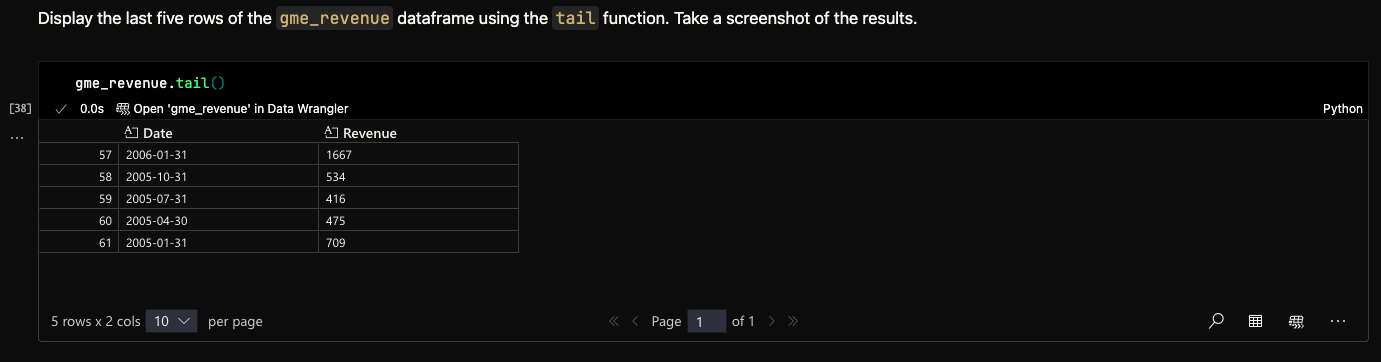 Display the last five rows of the gme_revenue dataframe using the tail function. Take a screenshot of the results.
gme_revenue.tail()
[38]
0.0s Open 'gme_revenue' in Data Wrangler
Python
...
Date Revenue
57 2006-01-31 1667
58 2005-10-31 534
59 2005-07-31 416
60 2005-04-30 475
61 2005-01-31 709
5 rows x 2 cols 10 per page
Page 1 of 1